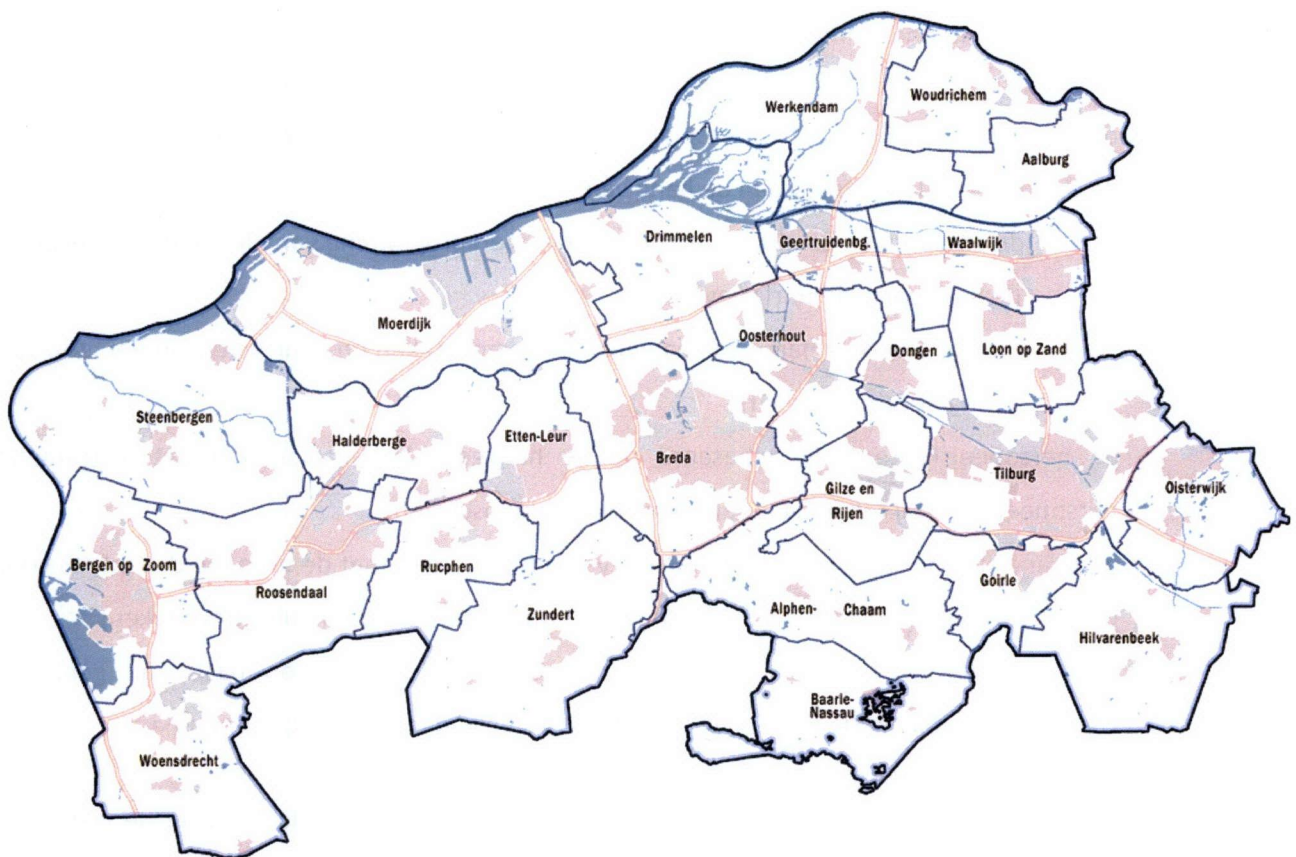 Werkendam
Woudrichem
Aalburg
Drimmelen
Geertruidenbg.
Waalwijk
Moerdijk
Oosterhout
Dongen
Loon op Zand
Steenbergen
Halderberge
Etten-Leur
Breda
Tilburg
Gilze en
Rijen
Oisterwijk
Bergen op Zoom
Roosendaal
Rucphen
Zundert
Alphen- Chaam
Goirle
Hilvarenbeek
Baarle-
Nassau
Woensdrecht